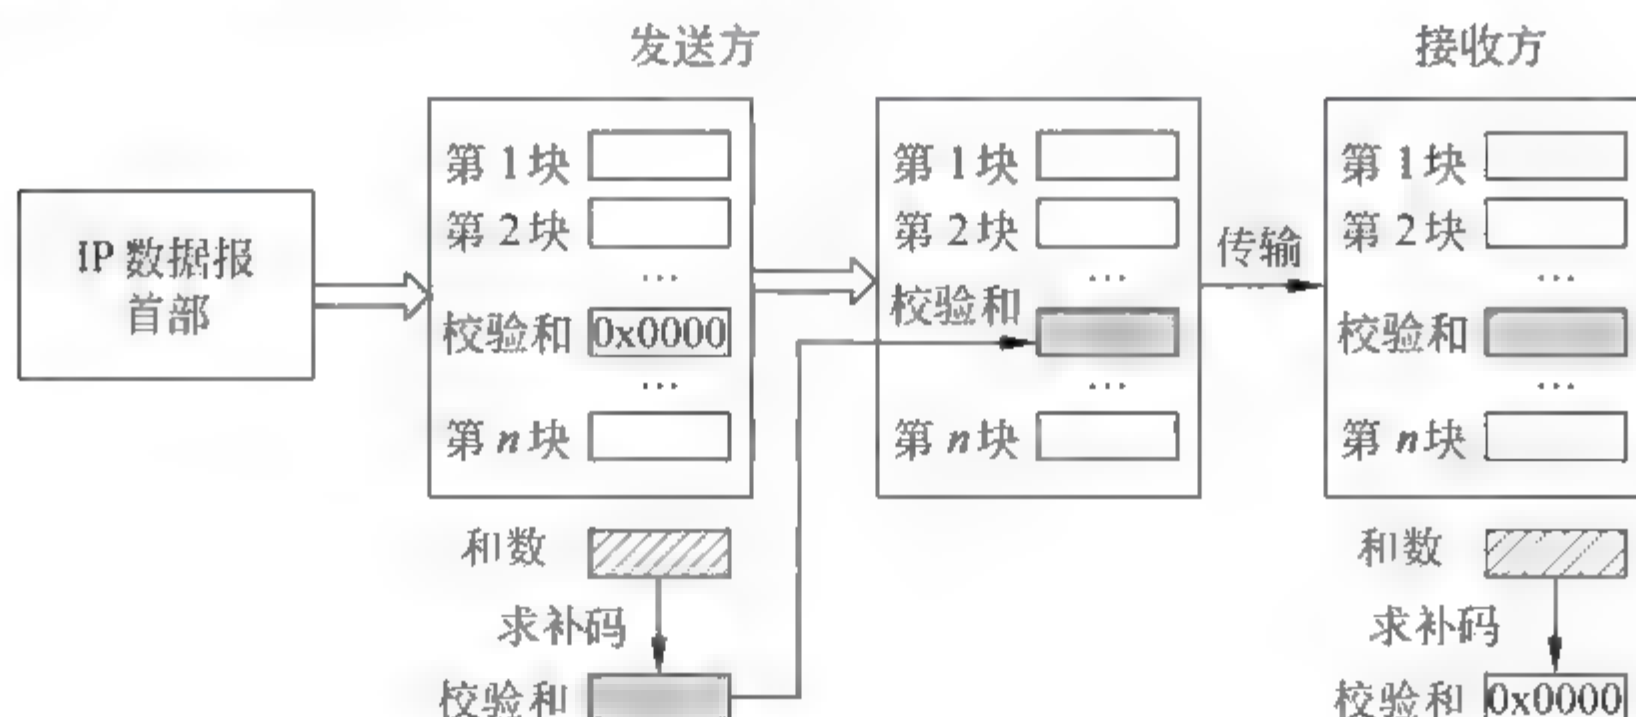 发送方
接收方
IP 数据报
首部
第 1 块
第 2 块
…
校验和 0x0000
…
第 n 块
和数
求补码
校验和
第 1 块
第 2 块
…
校验和
…
第 n 块
传输
第 1 块
第 2 块
…
校验和
…
第 n 块
和数
求补码
校验和 0x0000